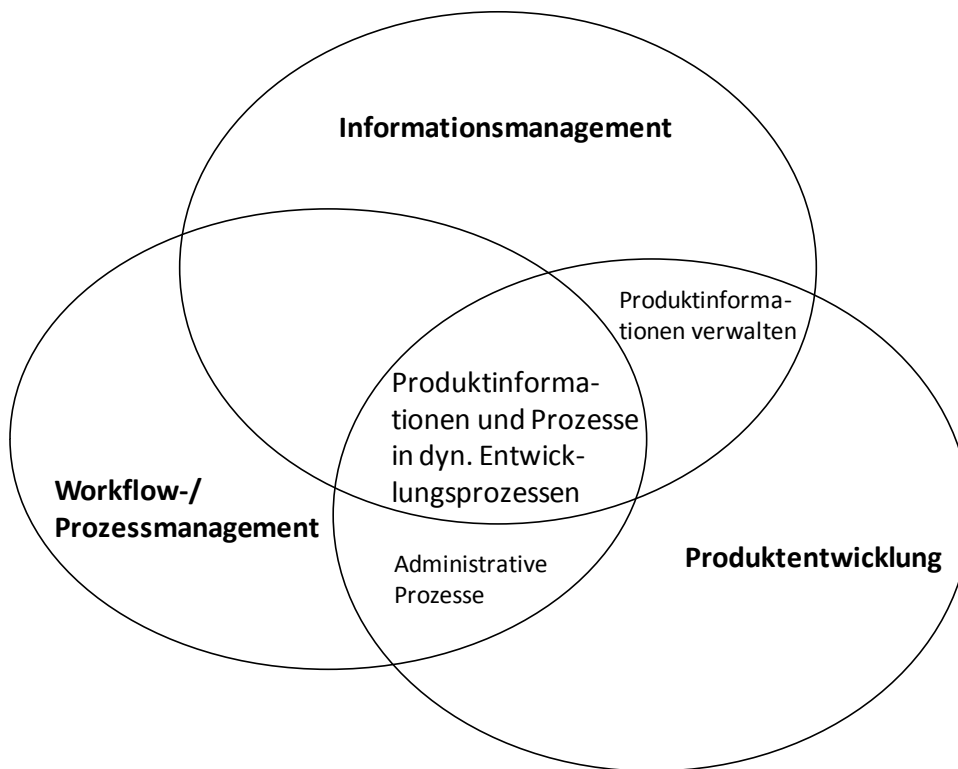 Informationsmanagement
Produktinforma-
tionen verwalten
Produktinforma-
tionen und Prozesse
in dyn. Entwick-
lungsprozessen
Workflow-/
Prozessmanagement
Administrative
Prozesse
Produktentwicklung